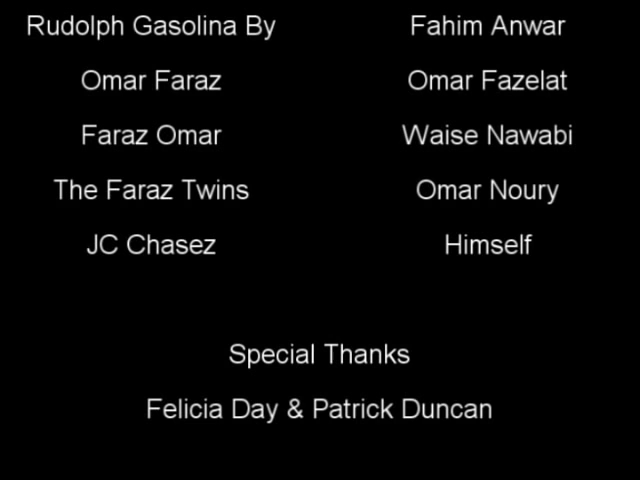 Rudolph Gasolina By Fahim Anwar
Omar Faraz Omar Fazelat
Faraz Omar Waise Nawabi
The Faraz Twins Omar Noury
JC Chasez Himself
Special Thanks
Felicia Day & Patrick Duncan